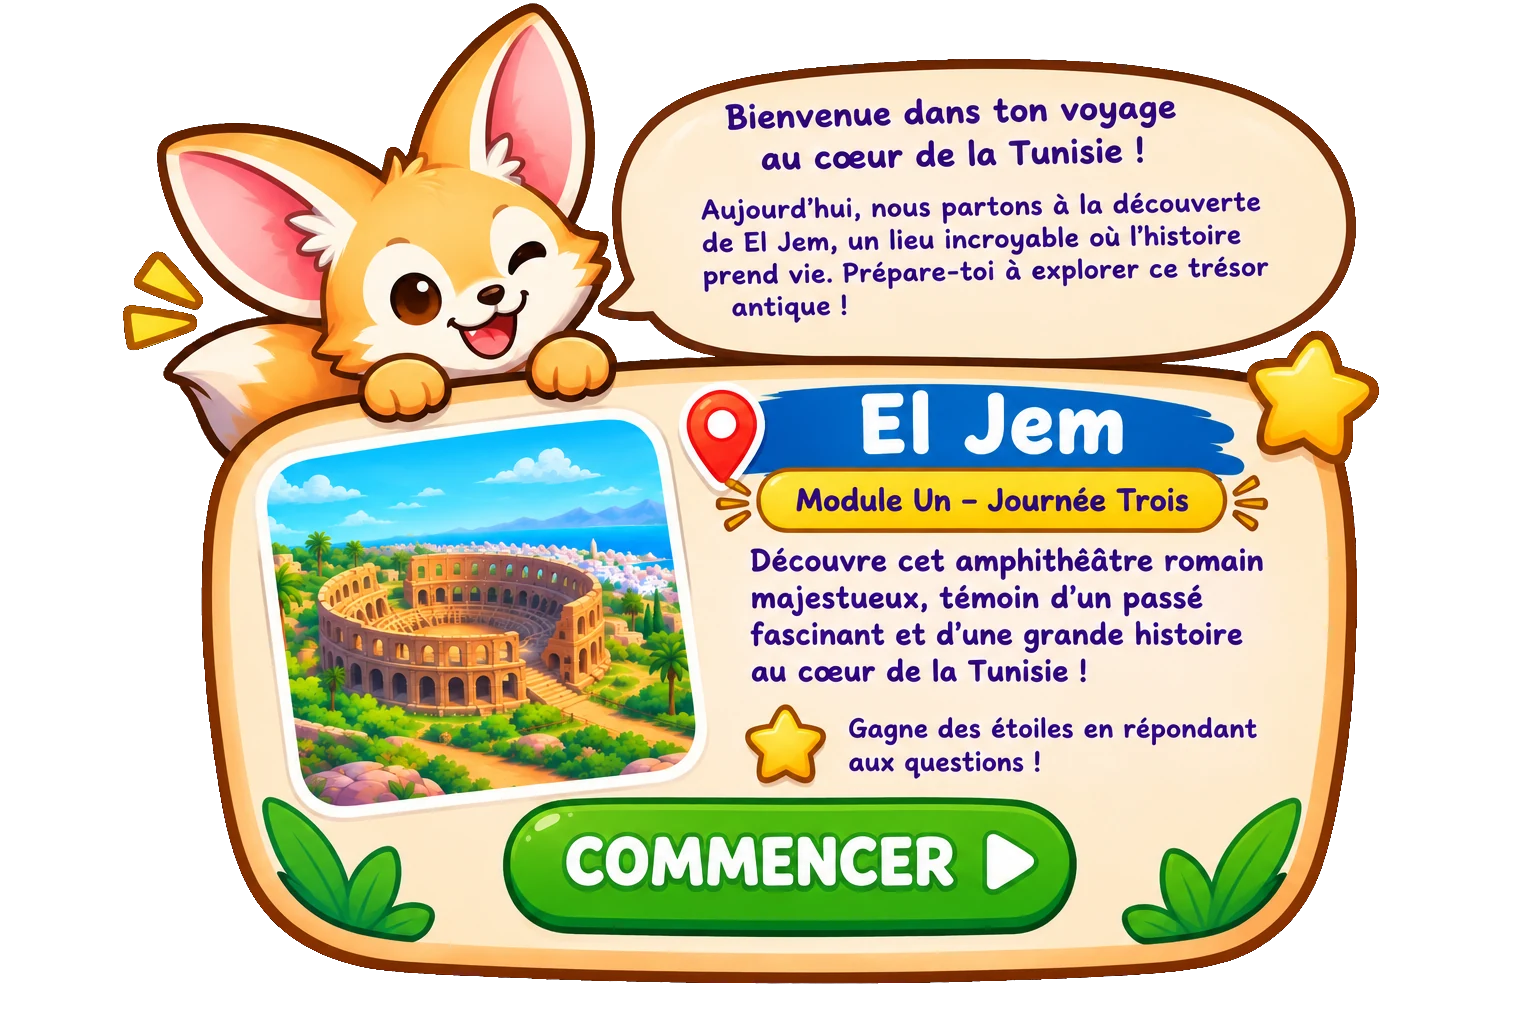 Bienvenue dans ton voyage
au cœur de la Tunisie !
Aujourd’hui, nous partons à la découverte
de El Jem, un lieu incroyable où l’histoire
prend vie. Prépare-toi à explorer ce trésor
antique !
El Jem
Module Un – Journée Trois
Découvre cet amphithêâtre romain
majestueux, témoin d’un passé
fascinant et d’une grande histoire
au cœur de la Tunisie !
Gagne des étoiles en répondant
aux questions !
COMMENCER